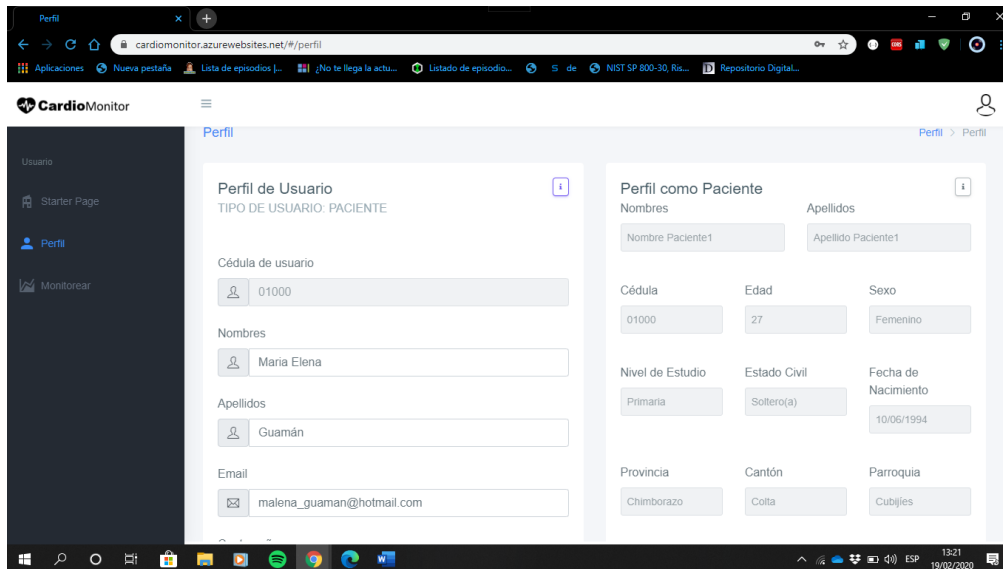 Perfil
cardiomonitor.azurewebsites.net/#/perfil
Aplicaciones Nueva pestaña Lista de episodios |... ¿No te llega la actu... Listado de episodio... S de NIST SP 800-30, Ris... Repositorio Digital...
CardioMonitor
Perfil
Perfil > Perfil
Usuario
Starter Page
Perfil
Monitorear
Perfil de Usuario
TIPO DE USUARIO: PACIENTE
Cédula de usuario
01000
Nombres
Maria Elena
Apellidos
Guamán
Email
malena_guaman@hotmail.com
Perfil como Paciente
Nombres Apellidos
Nombre Paciente1 Apellido Paciente1
Cédula Edad Sexo
01000 27 Femenino
Nivel de Estudio Estado Civil Fecha de Nacimiento
Primaria Soltero(a) 10/06/1994
Provincia Cantón Parroquia
Chimborazo Colta Cubijíes
ESP
13:21
19/02/2020